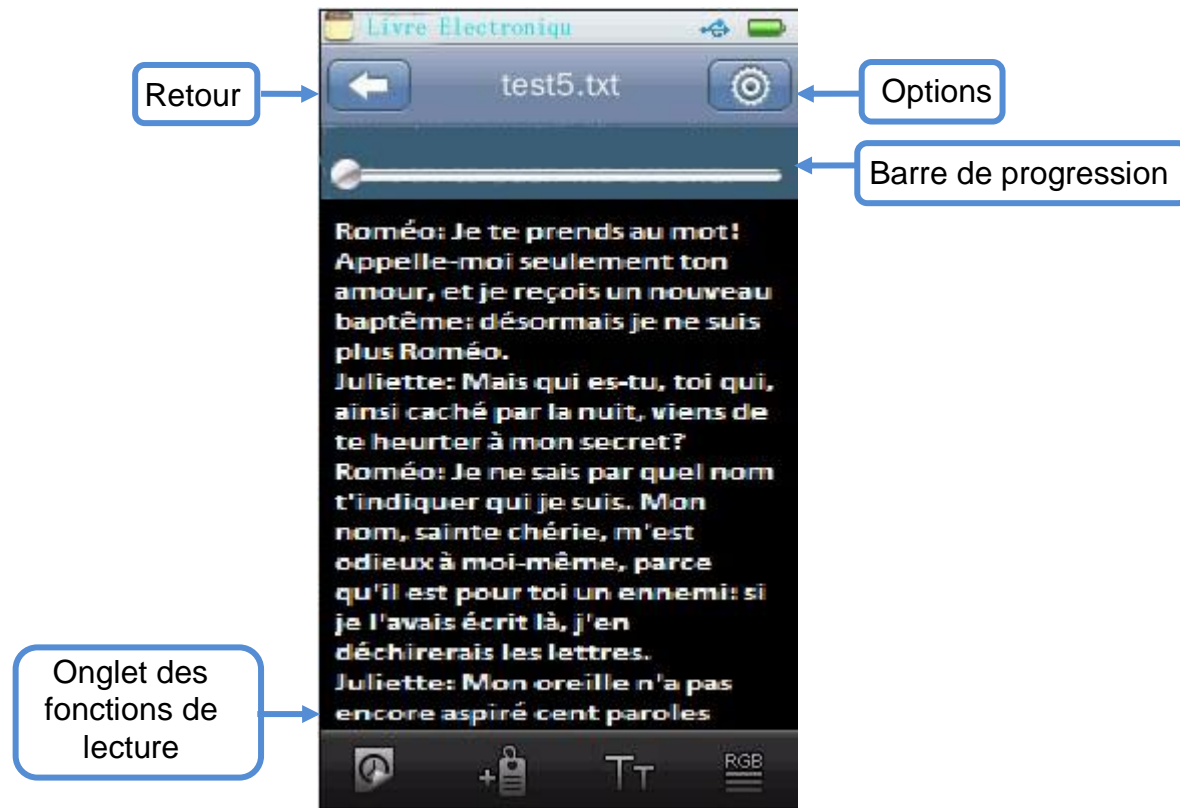 Livre Electroniqu
Retour
test5.txt
Options
Barre de progression
Roméo: Je te prends au mot!
Appelle-moi seulement ton
amour, et je reçois un nouveau
baptême: désormais je ne suis
plus Roméo.
Juliette: Mais qui es-tu, toi qui,
ainsi caché par la nuit, viens de
te heurter à mon secret?
Roméo: Je ne sais par quel nom
t'indiquer qui je suis. Mon
nom, sainte chérie, m'est
odieux à moi-même, parce
qu'il est pour toi un ennemi: si
je l'avais écrit là, j'en
déchirerais les lettres.
Juliette: Mon oreille n'a pas
encore aspiré cent paroles
Onglet des
fonctions de
lecture
TT
RGB